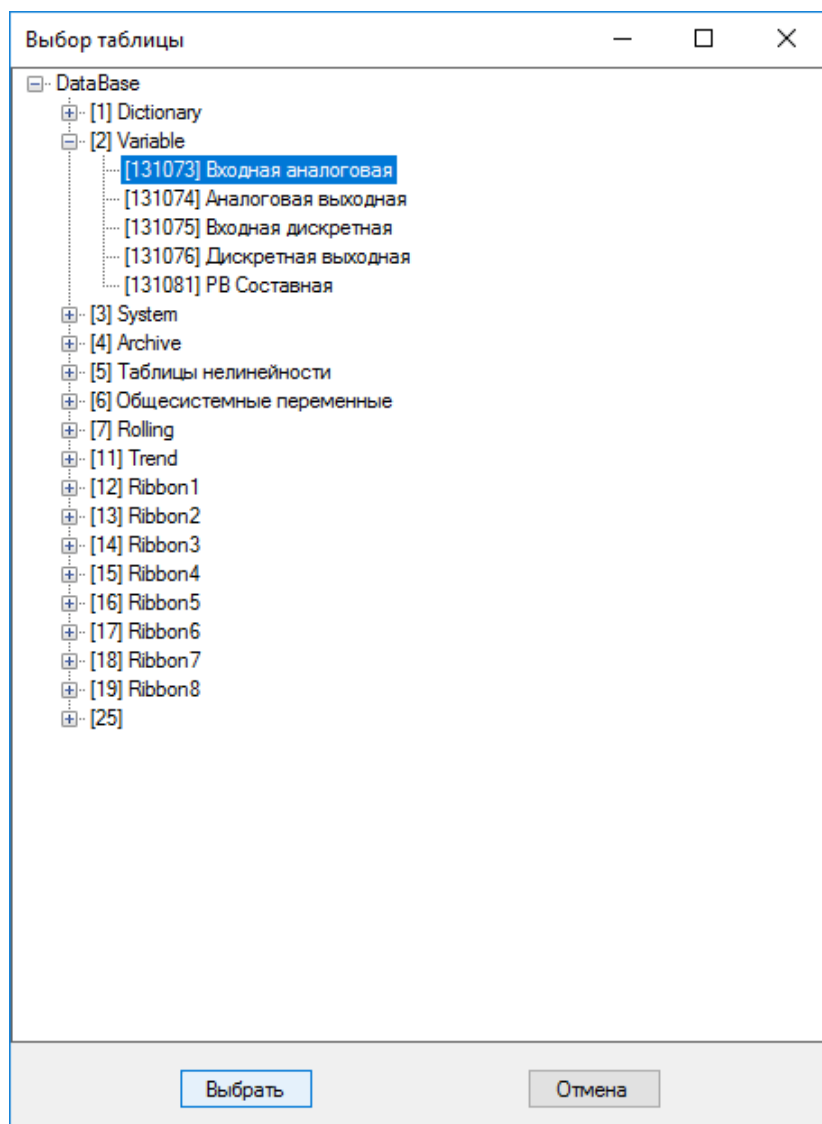 Выбор таблицы
DataBase
[1] Dictionary
[2] Variable
[131073] Входная аналоговая
[131074] Аналоговая выходная
[131075] Входная дискретная
[131076] Дискретная выходная
[131081] РВ Составная
[3] System
[4] Archive
[5] Таблицы нелинейности
[6] Общесистемные переменные
[7] Rolling
[11] Trend
[12] Ribbon1
[13] Ribbon2
[14] Ribbon3
[15] Ribbon4
[16] Ribbon5
[17] Ribbon6
[18] Ribbon7
[19] Ribbon8
[25]
Выбрать Отмена